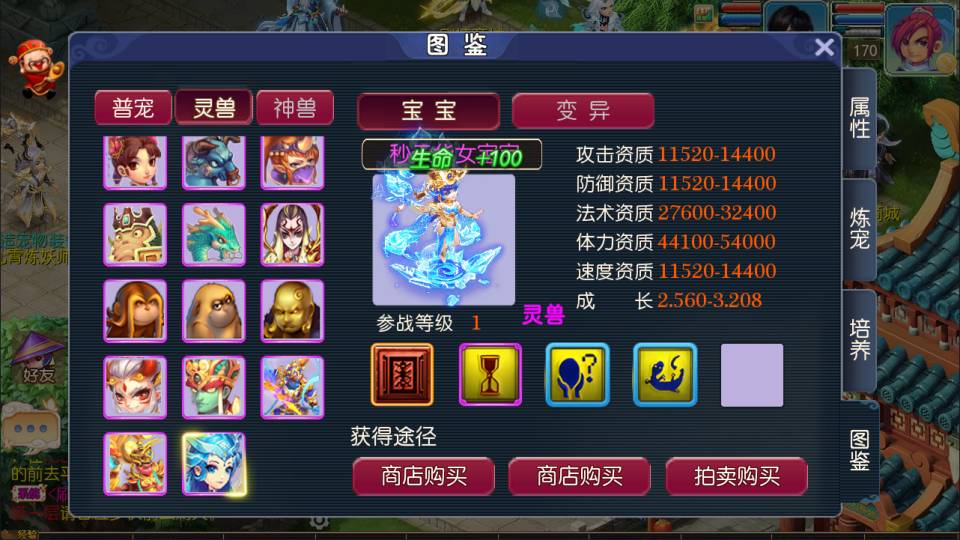 图鉴
170
普宠 灵兽 神兽
宝宝 变异
生命 +100
攻击资质 11520-14400
防御资质 11520-14400
法术资质 27600-32400
体力资质 44100-54000
速度资质 11520-14400
成长 2.560-3.208
参战等级 1
灵兽
获得途径
商店购买 商店购买 拍卖购买
属性
炼宠
培养
图鉴
好友
的前去平